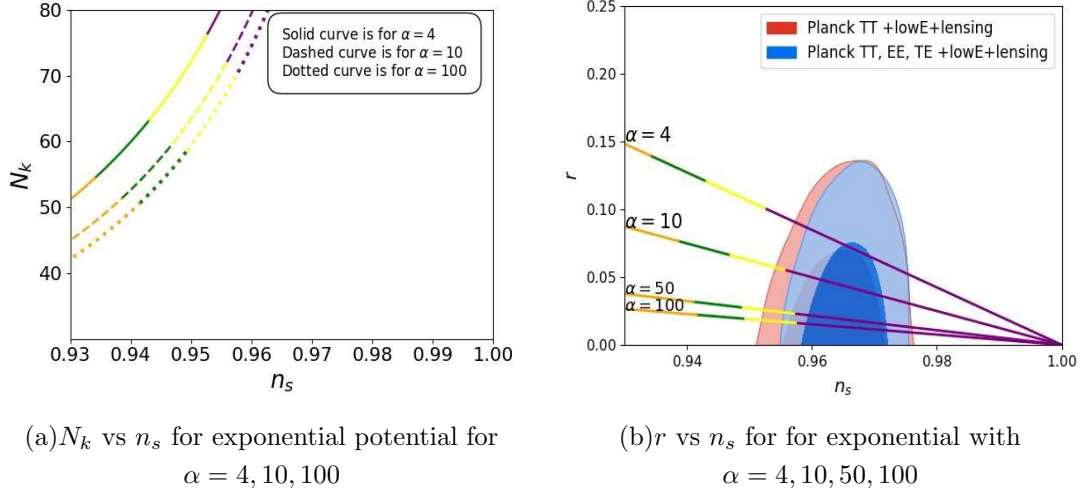 80
70
60
50
40
N_k
0.93 0.94 0.95 0.96 0.97 0.98 0.99 1.00
n_s
Solid curve is for α = 4
Dashed curve is for α = 10
Dotted curve is for α = 100
0.25
0.20
0.15
0.10
0.05
0.00
r
0.94 0.96 0.98 1.00
n_s
Planck TT +lowE+lensing
Planck TT, EE, TE +lowE+lensing
α = 4
α = 10
α = 50
α = 100
(a)N_k vs n_s for exponential potential for
α = 4, 10, 100
(b)r vs n_s for for exponential with
α = 4, 10, 50, 100